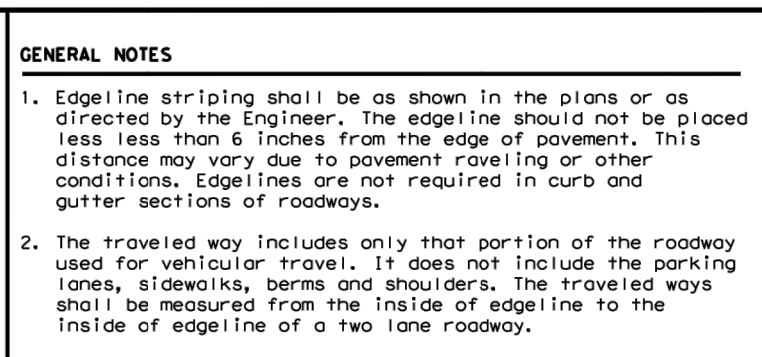 GENERAL NOTES
1. Edgeline striping shall be as shown in the plans or as
directed by the Engineer. The edgeline should not be placed
less less than 6 inches from the edge of pavement. This
distance may vary due to pavement raveling or other
conditions. Edgelines are not required in curb and
gutter sections of roadways.
2. The traveled way includes only that portion of the roadway
used for vehicular travel. It does not include the parking
lanes, sidewalks, berms and shoulders. The traveled ways
shall be measured from the inside of edgeline to the
inside of edgeline of a two lane roadway.